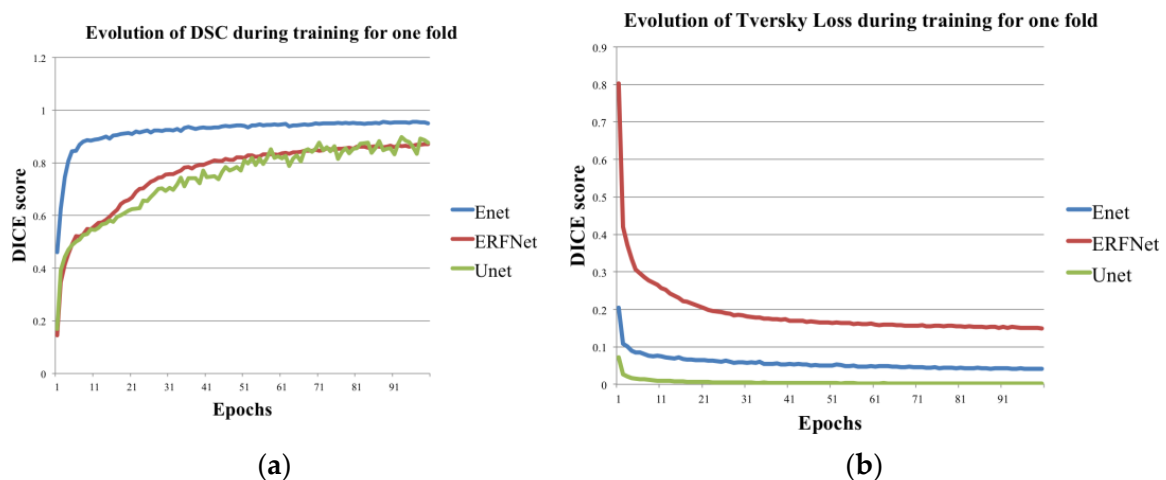 Evolution of DSC during training for one fold
1.2
1
0.8
0.6
0.4
0.2
0
DICE score
1 11 21 31 41 51 61 71 81 91
Epochs
Enet
ERFNet
Unet
(a)
Evolution of Tversky Loss during training for one fold
0.9
0.8
0.7
0.6
0.5
0.4
0.3
0.2
0.1
0
DICE score
1 11 21 31 41 51 61 71 81 91
Epochs
Enet
ERFNet
Unet
(b)